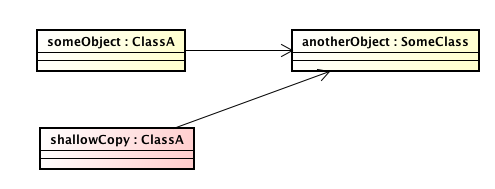 someObject : ClassA
anotherObject : SomeClass
shallowCopy : ClassA